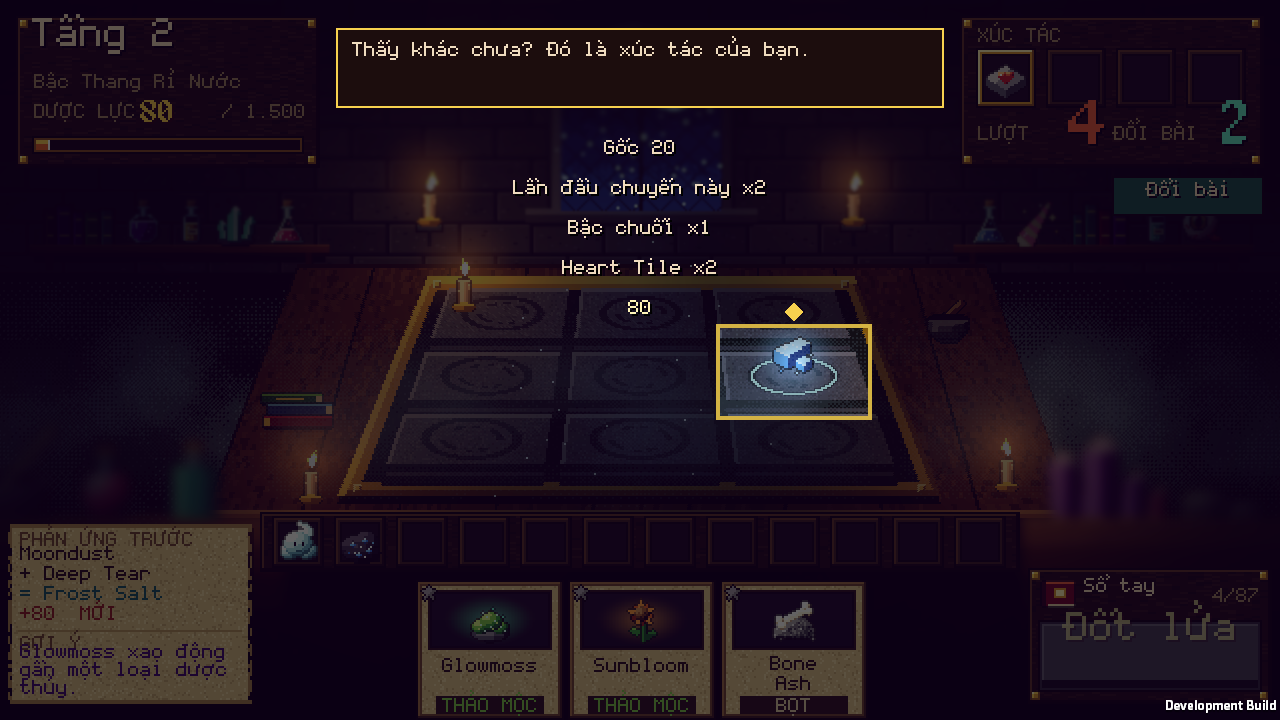 Tầng 2
Bậc Thang Rỉ Nước
DƯỢC LỰC 80 / 1.500
Thấy khác chưa? Đó là xúc tác của bạn.
XÚC TÁC
LƯỢT 4 ĐỔI BÀI 2
Đổi bài
Gốc 20
Lần đầu chuyến này x2
Bậc chuỗi x1
Heart Tile x2
80
PHẢN ỨNG TRƯỚC
Moondust
+ Deep Tear
= Frost Salt
+80 MỚI
GỢI Ý
Glowmoss xao động
gần một loại dược
thủy.
Glowmoss
THẢO MỘC
Sunbloom
THẢO MỘC
Bone
Ash
BỘT
Sổ tay
4/87
Đốt lửa
Development Build